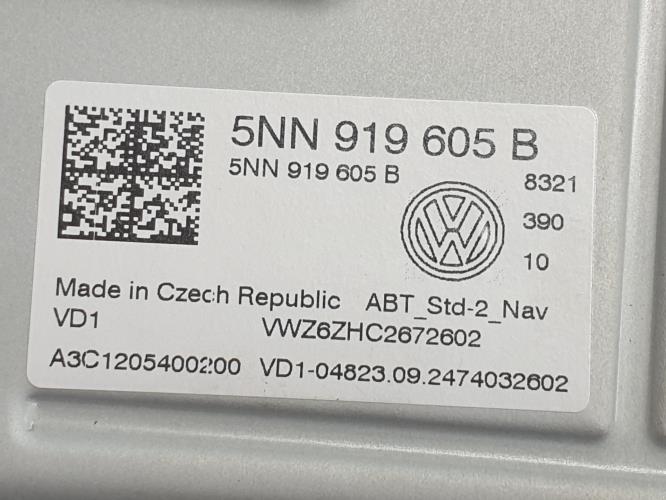 5NN 919 605 B
5NN 919 605 B
8321
390
10
Made in Czech Republic ABT_Std-2_Nav
VD1 VWZ6ZHC2672602
A3C1205400200 VD1-04823.09.2474032602